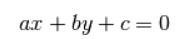 ax + by + c = 0